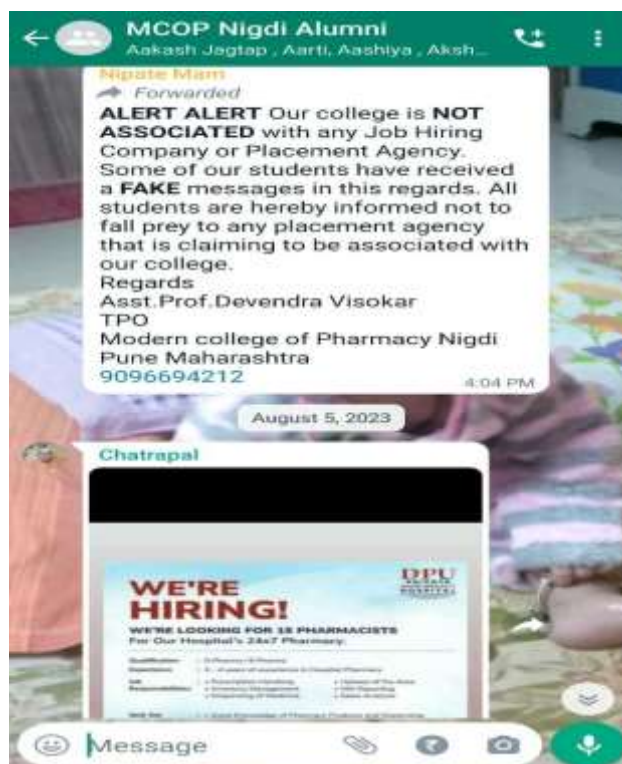 MCOP Nigdi Alumni
Aakash Jagtap , Aarti, Aashiya , Aksh...
Nipate Mam
Forwarded
ALERT ALERT Our college is NOT
ASSOCIATED with any Job Hiring
Company or Placement Agency.
Some of our students have received
a FAKE messages in this regards. All
students are hereby informed not to
fall prey to any placement agency
that is claiming to be associated with
our college.
Regards
Asst.Prof.Devendra Visokar
TPO
Modern college of Pharmacy Nigdi
Pune Maharashtra
9096694212
4:04 PM
August 5, 2023
Chatrapal
DPU
HOSPITAL
WE'RE
HIRING!
WE'RE LOOKING FOR 15 PHARMACISTS
For Our Hospital's 24x7 Pharmacy.
Qualification
Experience
Job
Responsibilities
Message